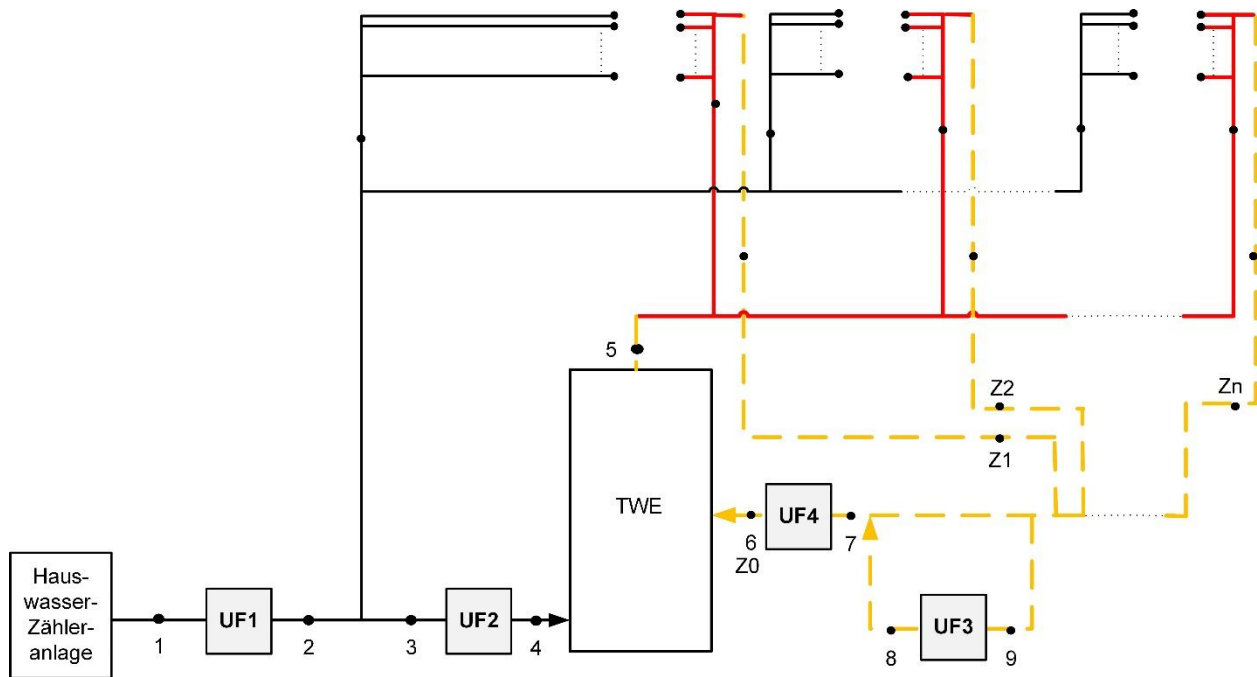 5
Z2
Zn
Z1
TWE
UF4
6
7
Z0
Haus-
wasser-
Zähler-
anlage
UF1
UF2
UF3
1
2
3
4
8
9